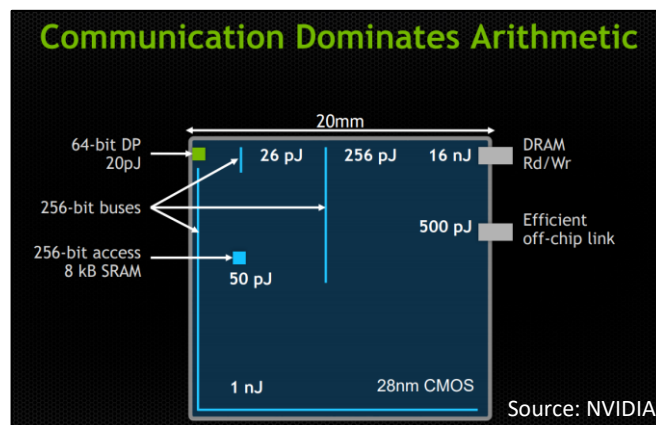 Communication Dominates Arithmetic
20mm
64-bit DP
20pJ
26 pJ
256 pJ
16 nJ
DRAM
Rd/Wr
256-bit buses
500 pJ
Efficient
off-chip link
256-bit access
8 kB SRAM
50 pJ
1 nJ
28nm CMOS
Source: NVIDIA